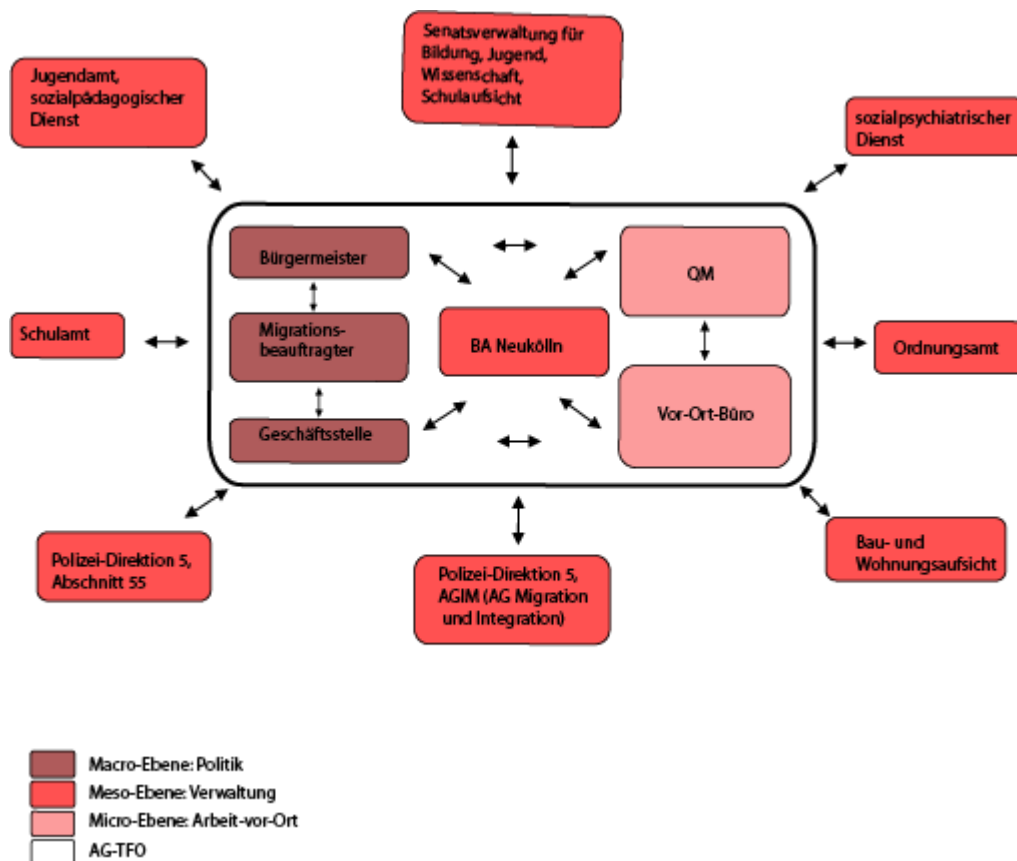 Senatsverwaltung für
Bildung, Jugend,
Wissenschaft,
Schulaufsicht
Jugendamt,
sozialpädagogischer
Dienst
sozialpsychiatrischer
Dienst
Bürgermeister
QM
Schulamt
Migrations-
beauftragter
BA Neukölln
Ordnungsamt
Geschäftsstelle
Vor-Ort-Büro
Polizei-Direktion 5,
Abschnitt 55
Polizei-Direktion 5,
AGIM (AG Migration
und Integration)
Bau- und
Wohnungsaufsicht
Macro-Ebene: Politik
Meso-Ebene: Verwaltung
Micro-Ebene: Arbeit-vor-Ort
AG-TFO